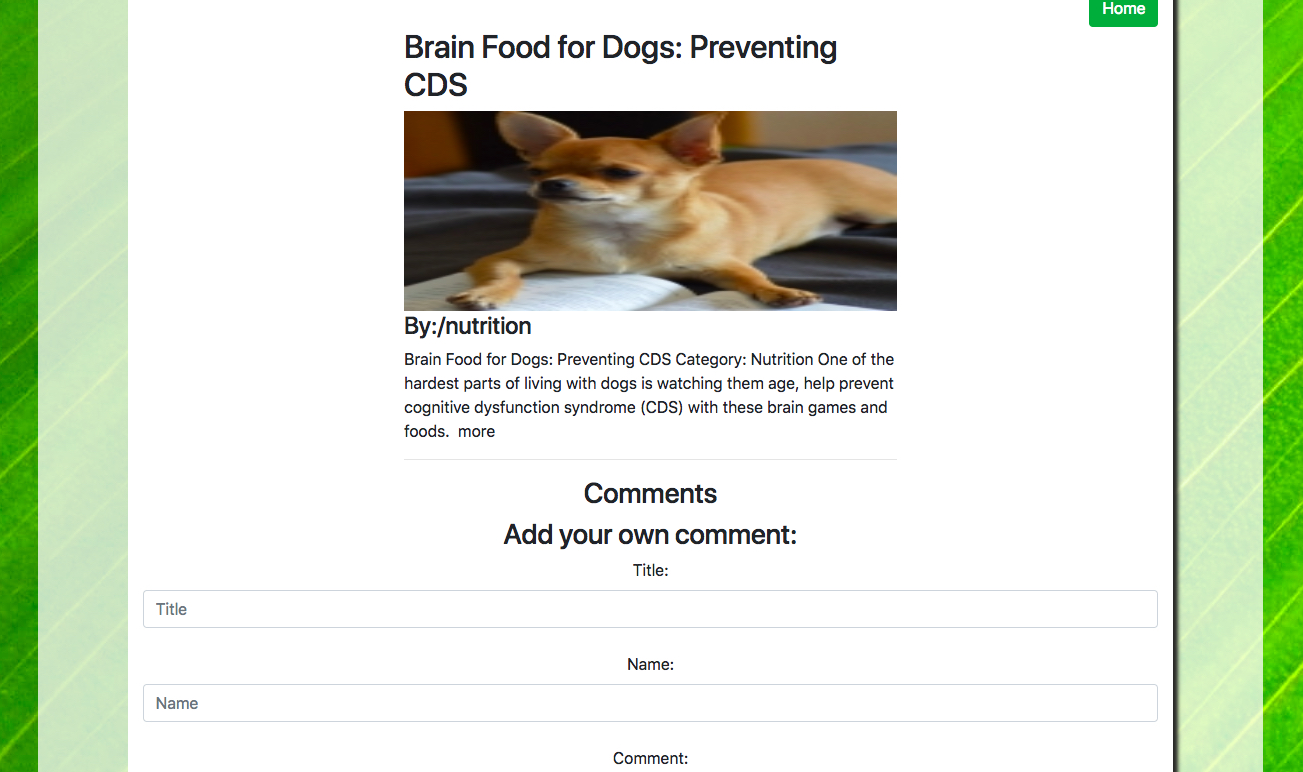 Home
Brain Food for Dogs: Preventing
CDS
By:/nutrition
Brain Food for Dogs: Preventing CDS Category: Nutrition One of the
hardest parts of living with dogs is watching them age, help prevent
cognitive dysfunction syndrome (CDS) with these brain games and
foods.  more
Comments
Add your own comment:
Title:
Title
Name:
Name
Comment: